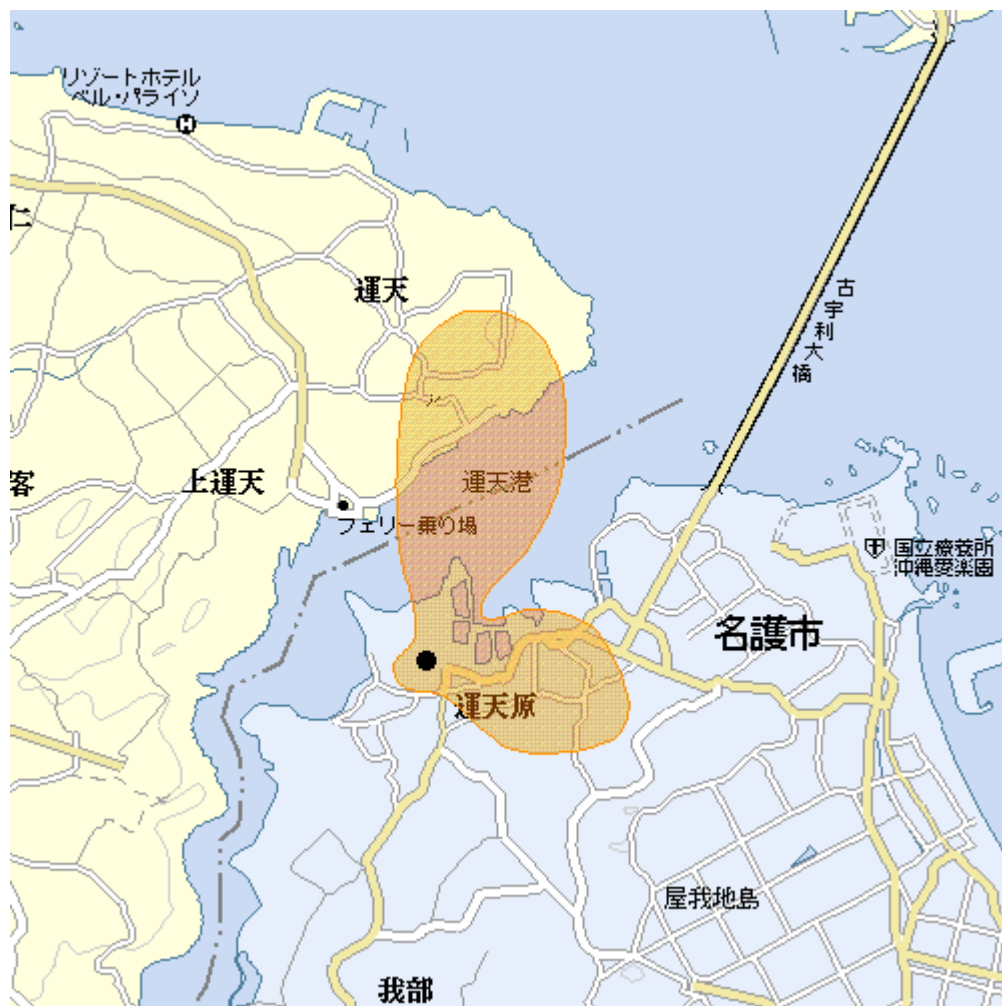 リゾートホテル
ベル・パライソ
仁
運天
古宇利大橋
客
上運天
運天港
フェリー乗り場
国立療養所
沖縄愛楽園
名護市
運天原
屋我地島
我部